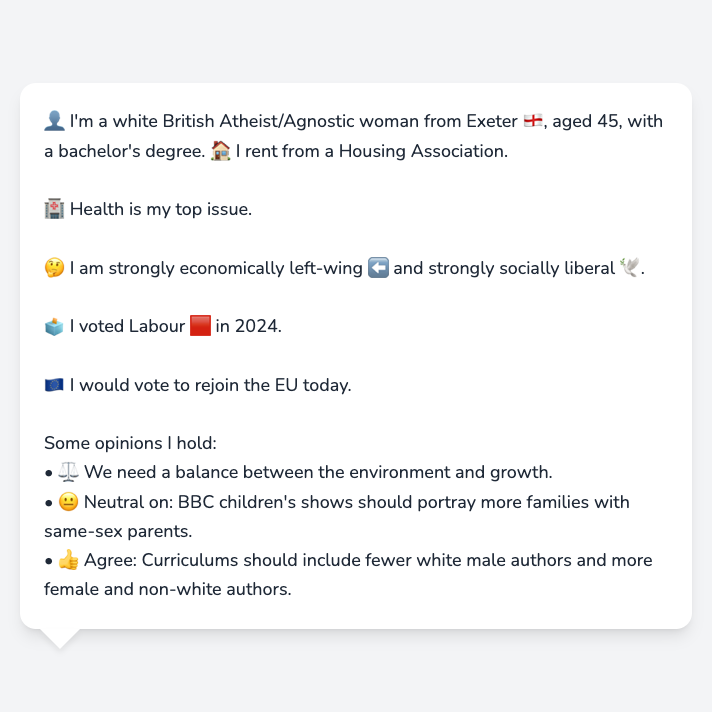 👤 I'm a white British Atheist/Agnostic woman from Exeter 🏴󠁧󠁢󠁥󠁮󠁧󠁿, aged 45, with
a bachelor's degree. 🏠 I rent from a Housing Association.
🏥 Health is my top issue.
🤔 I am strongly economically left-wing ⬅️ and strongly socially liberal 🕊️.
🗳️ I voted Labour 🟥 in 2024.
🇪🇺 I would vote to rejoin the EU today.
Some opinions I hold:
• ⚖️ We need a balance between the environment and growth.
• 😐 Neutral on: BBC children's shows should portray more families with
same-sex parents.
• 👍 Agree: Curriculums should include fewer white male authors and more
female and non-white authors.